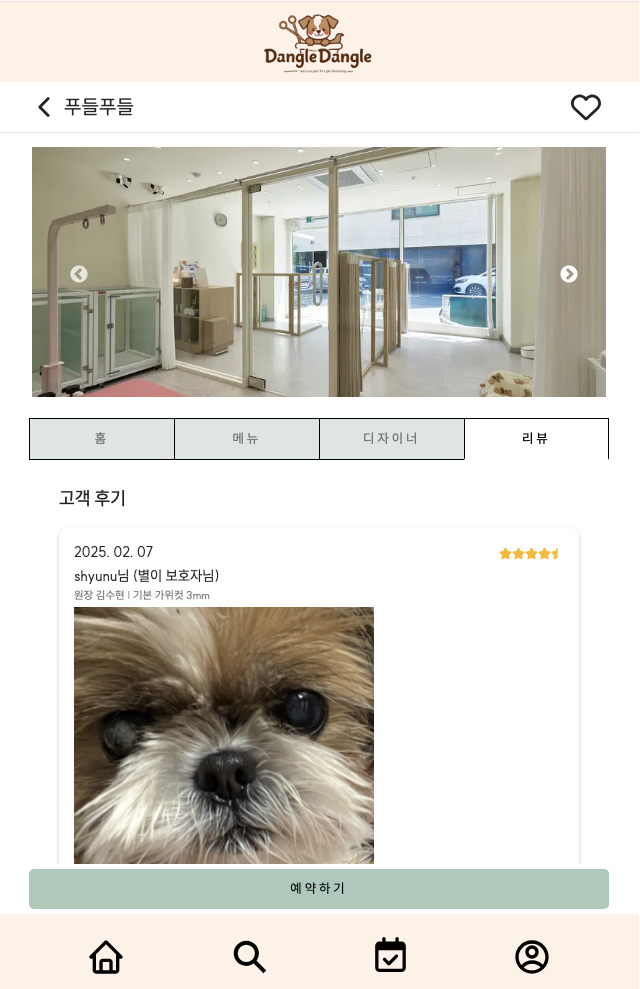 DangleDangle
푸들푸들
홈
메뉴
디자이너
리뷰
고객 후기
2025. 02. 07
shyunu님 (별이 보호자님)
원장 김수현 | 기본 가위컷 3mm
예약하기